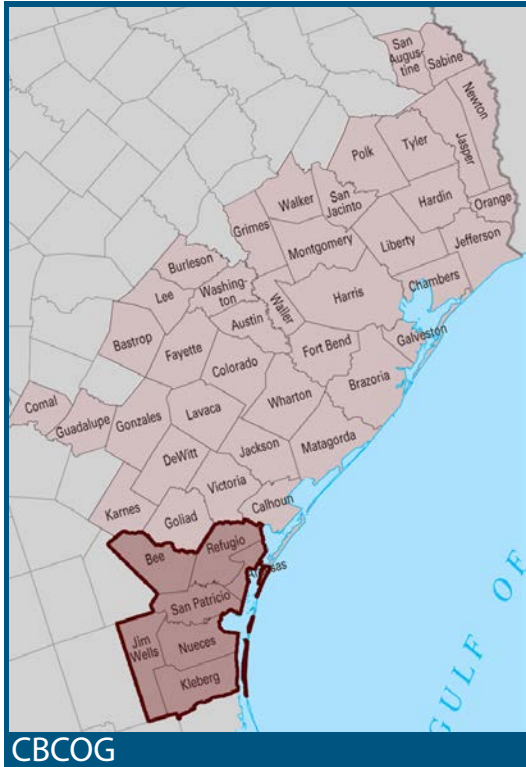 San
Augus-
tine
Sabine
Newton
Jasper
Polk
Tyler
Walker
San
Jacinto
Hardin
Orange
Grimes
Montgomery
Liberty
Jefferson
Burleson
Washing-
ton
Waller
Harris
Chambers
Lee
Austin
Galveston
Bastrop
Fayette
Colorado
Fort Bend
Brazoria
Comal
Guadalupe
Gonzales
Lavaca
Wharton
DeWitt
Jackson
Matagorda
Victoria
Karnes
Goliad
Calhoun
Bee
Refugio
Aransas
San Patricio
Jim
Wells
Nueces
Kleberg
GULF OF
CBCOG